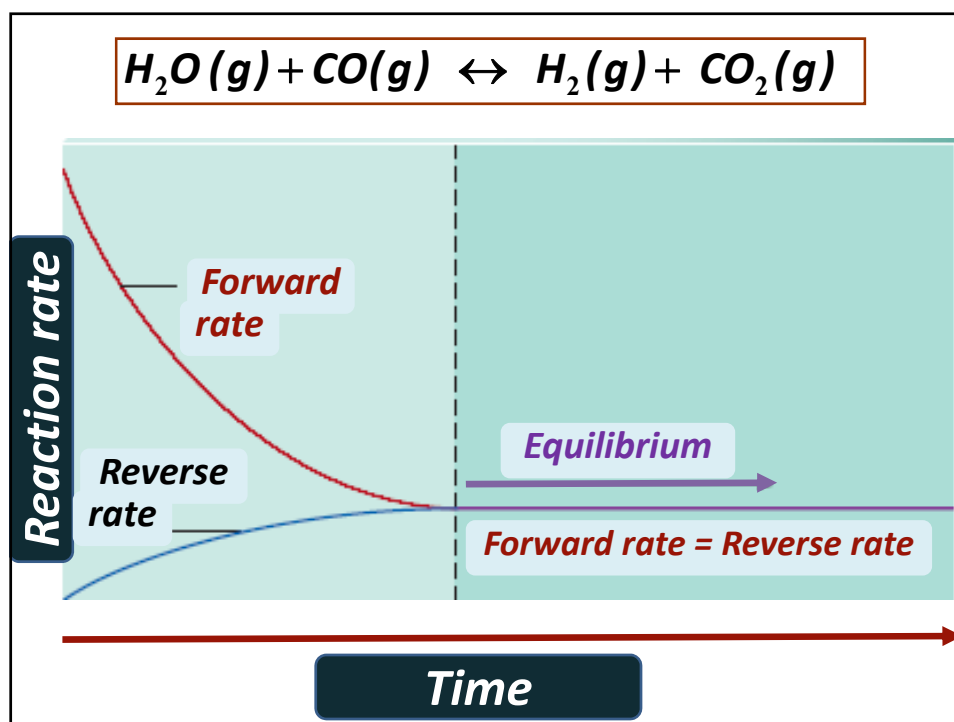 H₂O (g) + CO(g) ↔ H₂(g) + CO₂(g)
Reaction rate
Forward
rate
Reverse
rate
Equilibrium
Forward rate = Reverse rate
Time